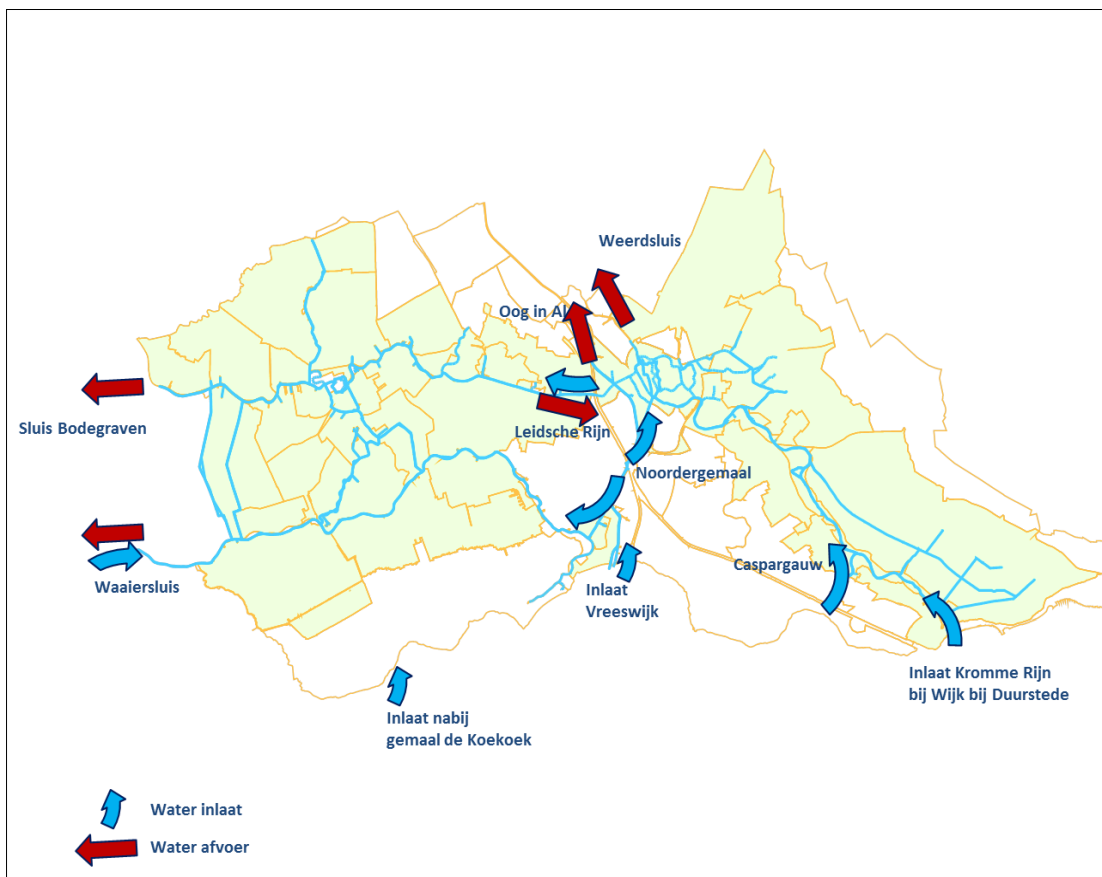 Weerdsluis
Oog in Al
Sluis Bodegraven
Leidsche Rijn
Noordergemaal
Waaiersluis
Caspargauw
Inlaat
Vreeswijk
Inlaat Kromme Rijn
bij Wijk bij Duurstede
Inlaat nabij
gemaal de Koekoek
Water inlaat
Water afvoer